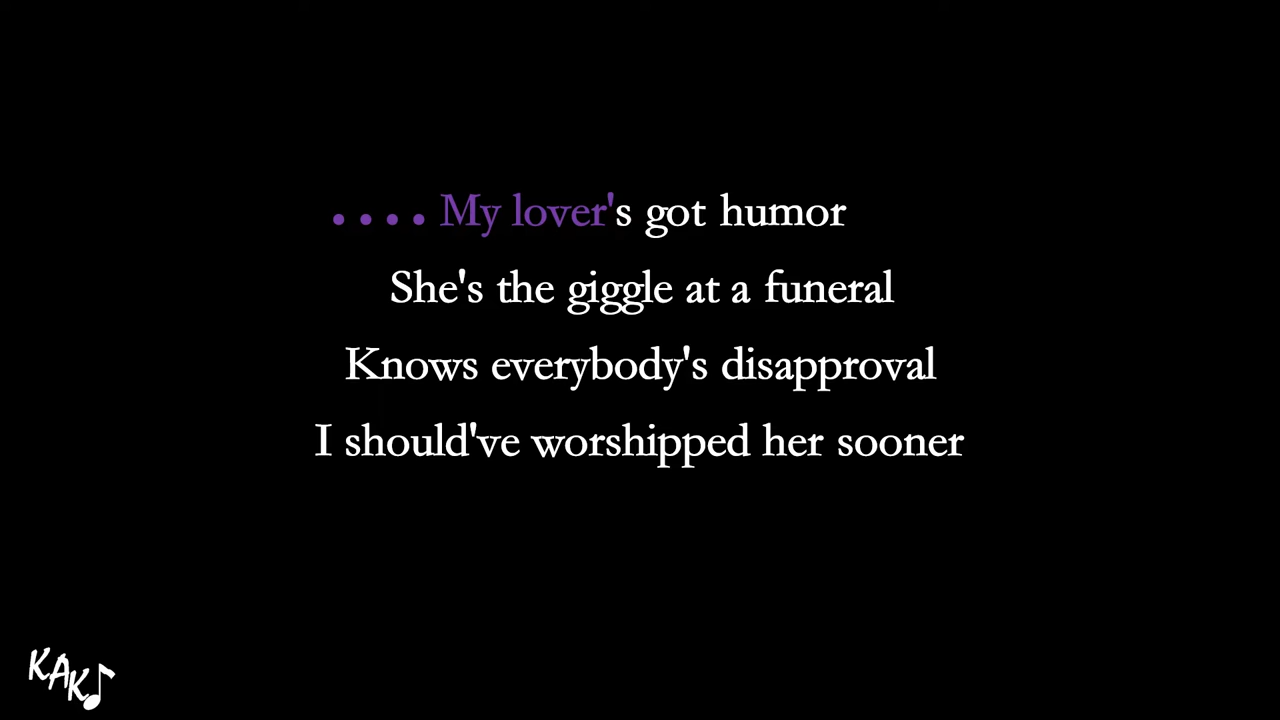 .... My lover's got humor
She's the giggle at a funeral
Knows everybody's disapproval
I should've worshipped her sooner
KAK